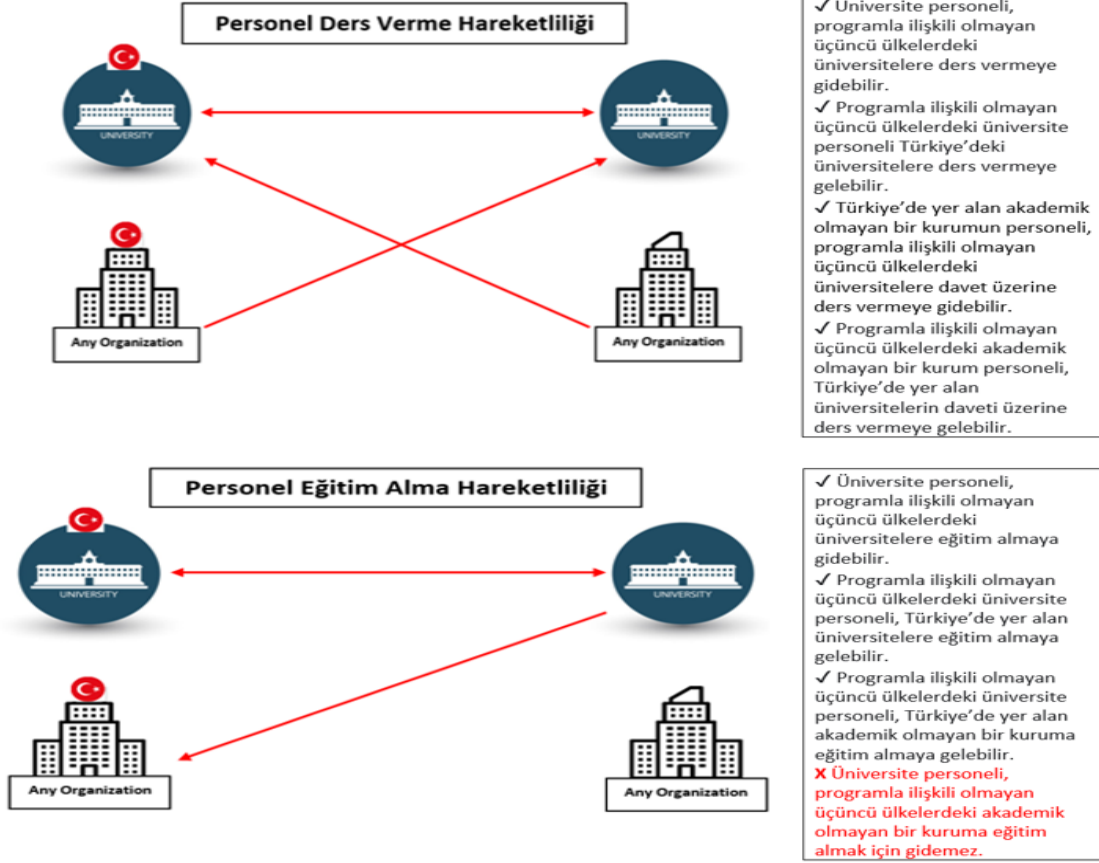 Personel Ders Verme Hareketliliği
UNIVERSITY
UNIVERSITY
Any Organization
Any Organization
✓ Üniversite personeli,
programla ilişkili olmayan
üçüncü ülkelerdeki
üniversitelere ders vermeye
gidebilir.
✓ Programla ilişkili olmayan
üçüncü ülkelerdeki üniversite
personeli Türkiye’deki
üniversitelere ders vermeye
gelebilir.
✓ Türkiye’de yer alan akademik
olmayan bir kurumun personeli,
programla ilişkili olmayan
üçüncü ülkelerdeki
üniversitelere davet üzerine
ders vermeye gidebilir.
✓ Programla ilişkili olmayan
üçüncü ülkelerdeki akademik
olmayan bir kurum personeli,
Türkiye’de yer alan
üniversitelerin daveti üzerine
ders vermeye gelebilir.
Personel Eğitim Alma Hareketliliği
UNIVERSITY
UNIVERSITY
Any Organization
Any Organization
✓ Üniversite personeli,
programla ilişkili olmayan
üçüncü ülkelerdeki
üniversitelere eğitim almaya
gidebilir.
✓ Programla ilişkili olmayan
üçüncü ülkelerdeki üniversite
personeli, Türkiye’de yer alan
üniversitelere eğitim almaya
gelebilir.
✓ Programla ilişkili olmayan
üçüncü ülkelerdeki üniversite
personeli, Türkiye’de yer alan
akademik olmayan bir kuruma
eğitim almaya gelebilir.
X Üniversite personeli,
programla ilişkili olmayan
üçüncü ülkelerdeki akademik
olmayan bir kuruma eğitim
almak için gidemez.